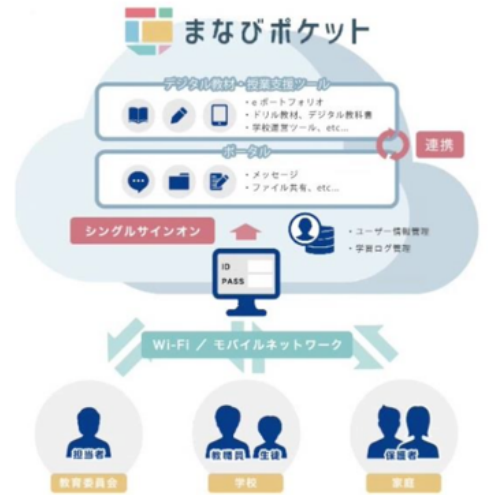 まなびポケット
デジタル教材・授業支援ツール
・eポートフォリオ
・ドリル教材、デジタル教科書
・学校運営ツール、etc...
連携
ポータル
・メッセージ
・ファイル共有、etc...
シングルサインオン
・ユーザー情報管理
・学習ログ管理
ID
PASS
Wi-Fi ／ モバイルネットワーク
担当者
教職員
生徒
保護者
教育委員会
学校
家庭